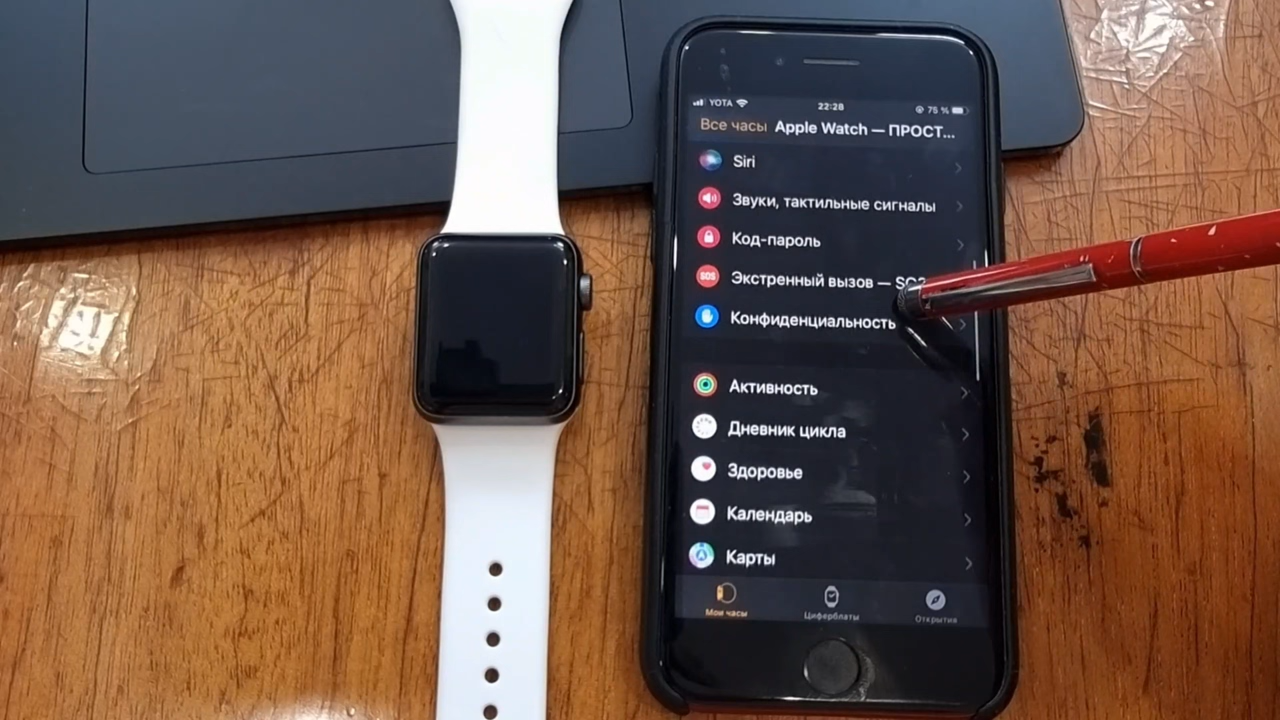 YOTA 22:28 75 %
Все часы Apple Watch — ПРОСТ...
Siri
Звуки, тактильные сигналы
Код-пароль
SOS Экстренный вызов —
Конфиденциальность
Активность
Дневник цикла
Здоровье
Календарь
Карты
Мои часы Циферблаты Открытия